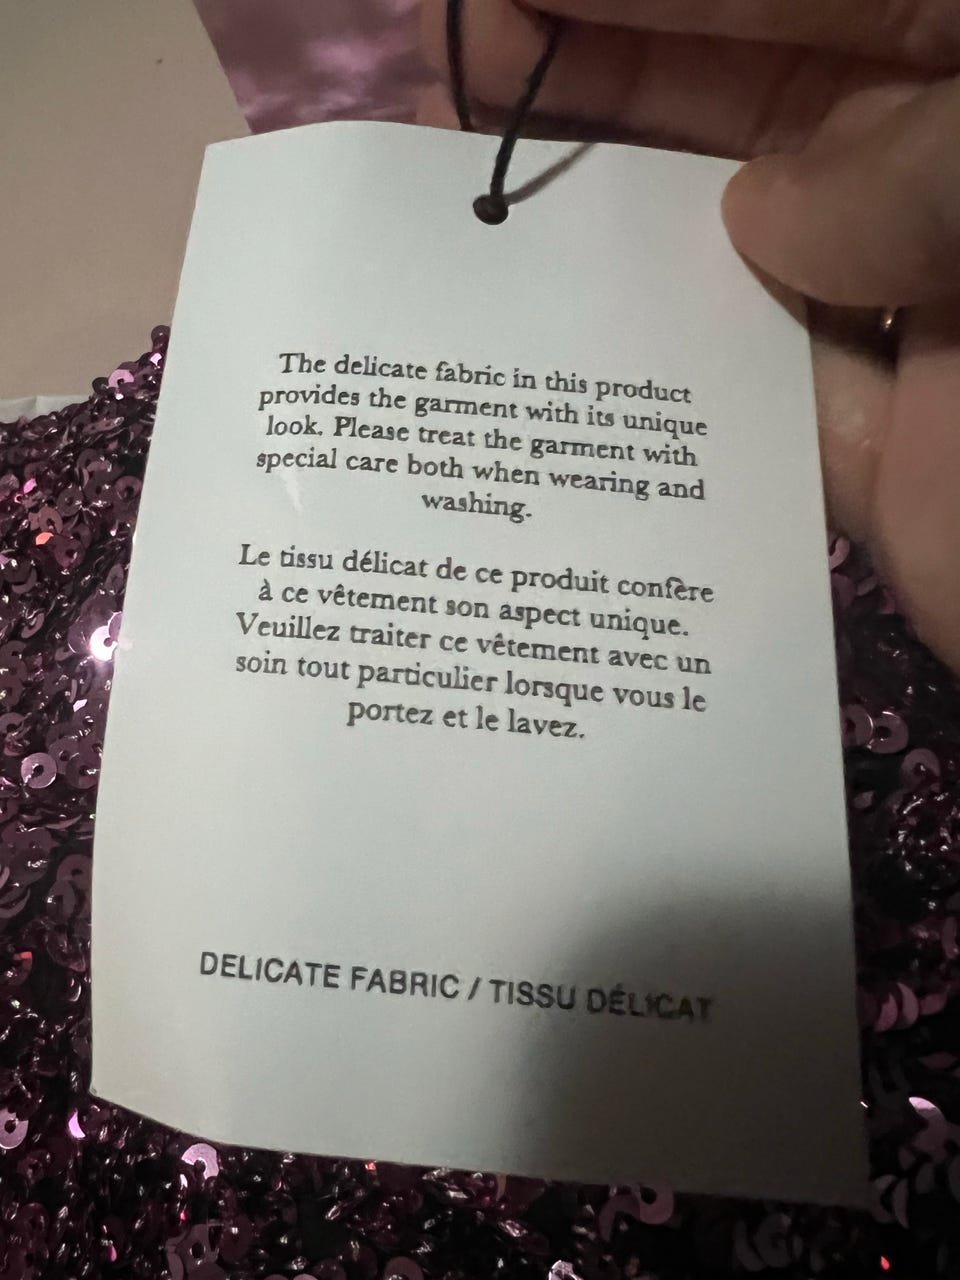 The delicate fabric in this product
provides the garment with its unique
look. Please treat the garment with
special care both when wearing and
washing.
Le tissu délicat de ce produit confère
à ce vêtement son aspect unique.
Veuillez traiter ce vêtement avec un
soin tout particulier lorsque vous le
portez et le lavez.
DELICATE FABRIC / TISSU DÉLICAT